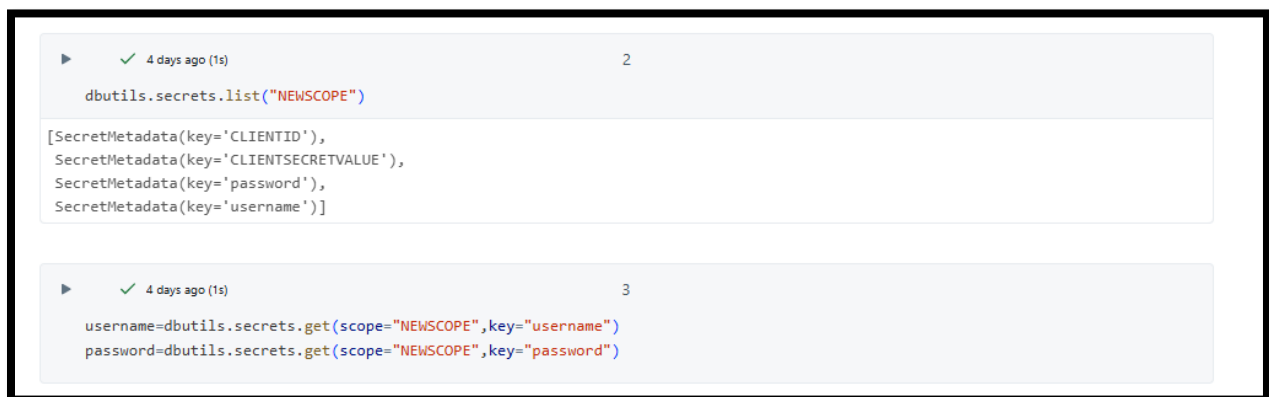 4 days ago (1s)
2
dbutils.secrets.list("NEWSCOPE")
[SecretMetadata(key='CLIENTID'),
SecretMetadata(key='CLIENTSECRETVALUE'),
SecretMetadata(key='password'),
SecretMetadata(key='username')]
4 days ago (1s)
3
username=dbutils.secrets.get(scope="NEWSCOPE",key="username")
password=dbutils.secrets.get(scope="NEWSCOPE",key="password")